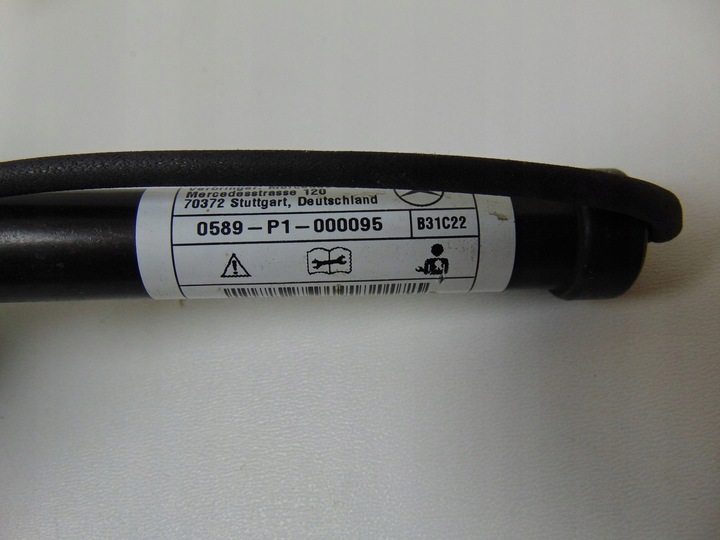 Mercedesstrasse 120
70372 Stuttgart, Deutschland
0589-P1-000095
B31C22